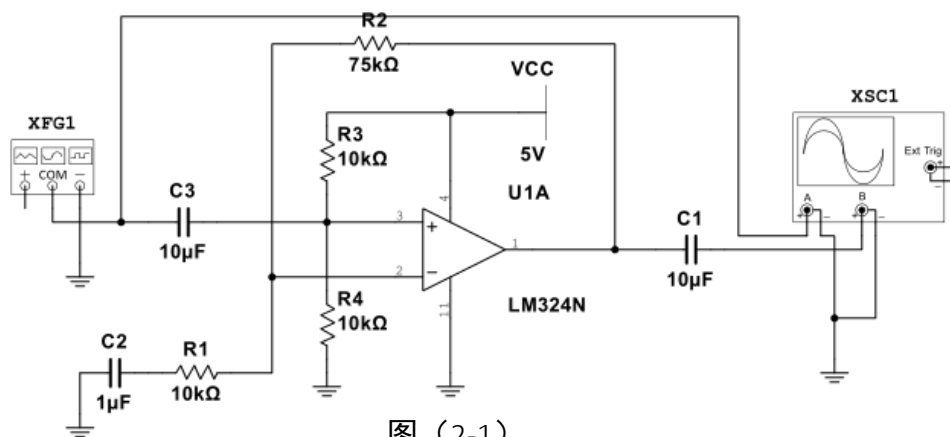 R2
75kΩ
VCC
XSC1
XFG1
R3
10kΩ
5V
Ext Trig
+
COM
−
+
−
U1A
4
A
B
C3
10μF
3
+
2
−
1
C1
10μF
+
−
+
−
R4
10kΩ
11
LM324N
C2
1μF
R1
10kΩ
图（2-1）